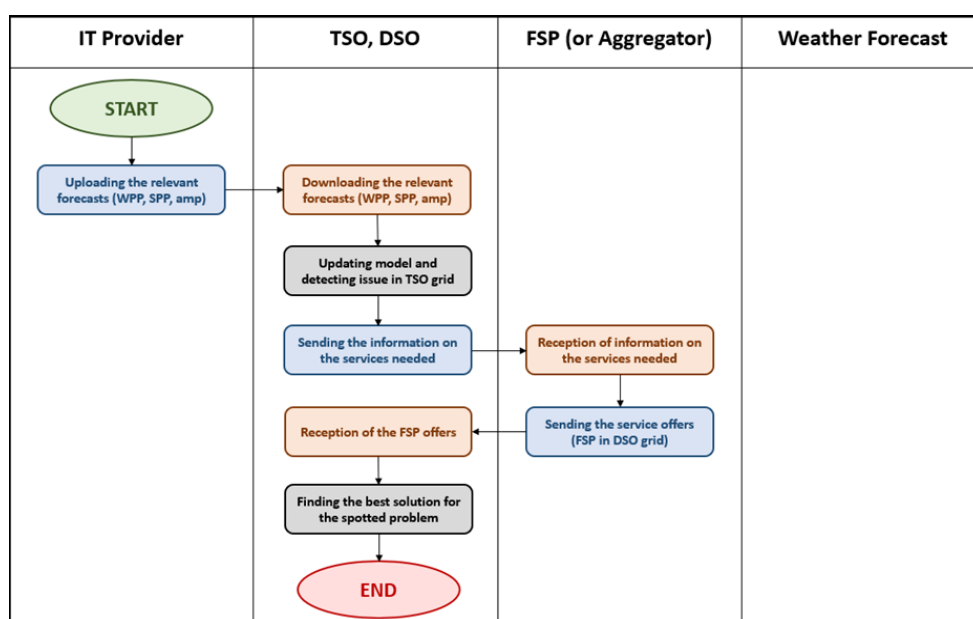 IT Provider
TSO, DSO
FSP (or Aggregator)
Weather Forecast
START
Uploading the relevant
forecasts (WPP, SPP, amp)
Downloading the relevant
forecasts (WPP, SPP, amp)
Updating model and
detecting issue in TSO grid
Sending the information on
the services needed
Reception of information on
the services needed
Sending the service offers
(FSP in DSO grid)
Reception of the FSP offers
Finding the best solution for
the spotted problem
END